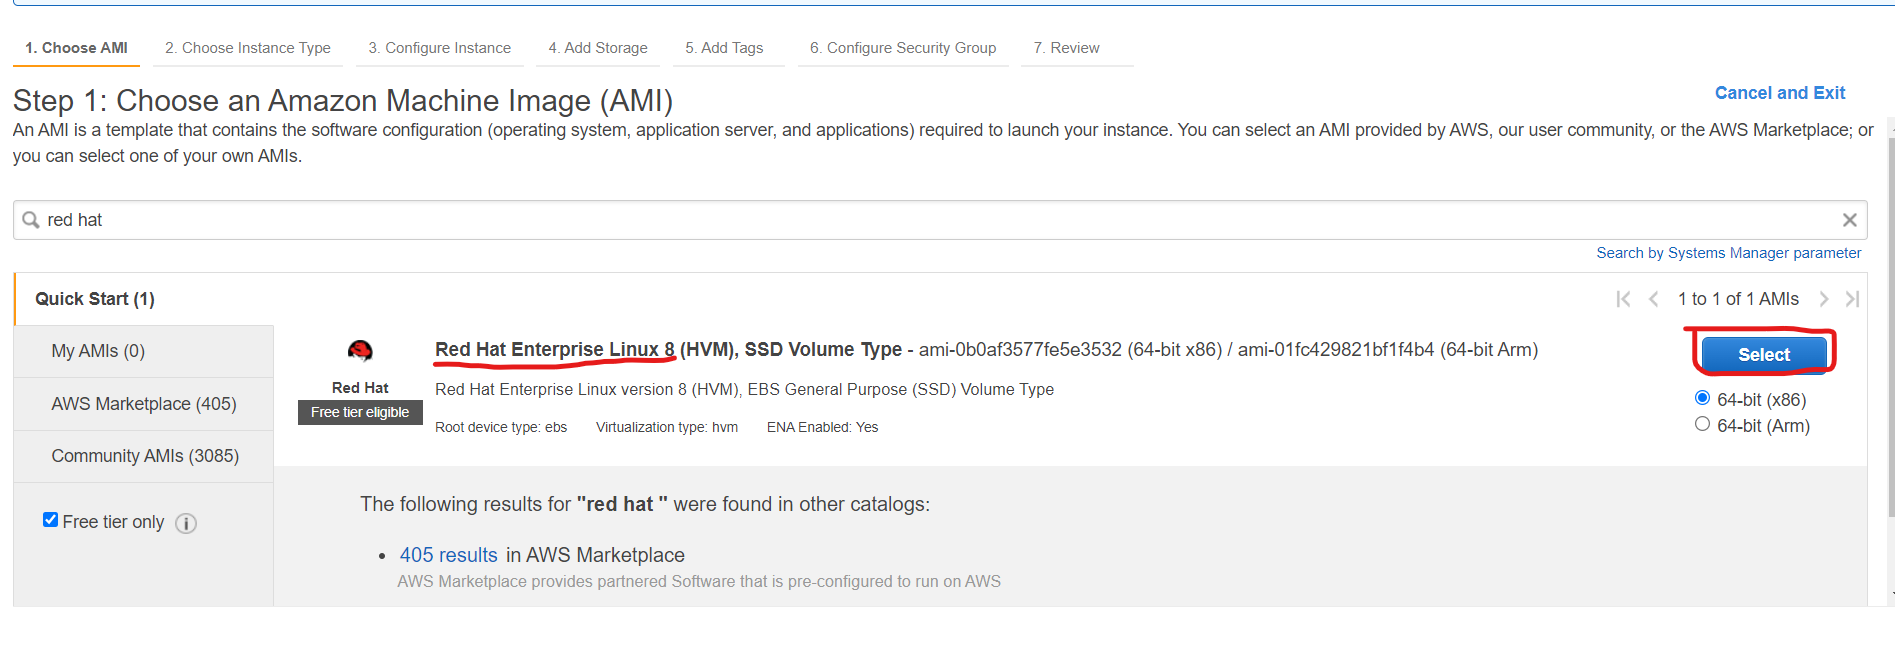 1. Choose AMI 2. Choose Instance Type 3. Configure Instance 4. Add Storage 5. Add Tags 6. Configure Security Group 7. Review
Step 1: Choose an Amazon Machine Image (AMI)
Cancel and Exit
An AMI is a template that contains the software configuration (operating system, application server, and applications) required to launch your instance. You can select an AMI provided by AWS, our user community, or the AWS Marketplace; or
you can select one of your own AMIs.
red hat
Search by Systems Manager parameter
Quick Start (1)
1 to 1 of 1 AMIs
My AMIs (0)
AWS Marketplace (405)
Community AMIs (3085)
Free tier only
Red Hat
Free tier eligible
Red Hat Enterprise Linux 8 (HVM), SSD Volume Type - ami-0b0af3577fe5e3532 (64-bit x86) / ami-01fc429821bf1f4b4 (64-bit Arm)
Red Hat Enterprise Linux version 8 (HVM), EBS General Purpose (SSD) Volume Type
Root device type: ebs Virtualization type: hvm ENA Enabled: Yes
Select
64-bit (x86)
64-bit (Arm)
The following results for "red hat " were found in other catalogs:
• 405 results in AWS Marketplace
AWS Marketplace provides partnered Software that is pre-configured to run on AWS